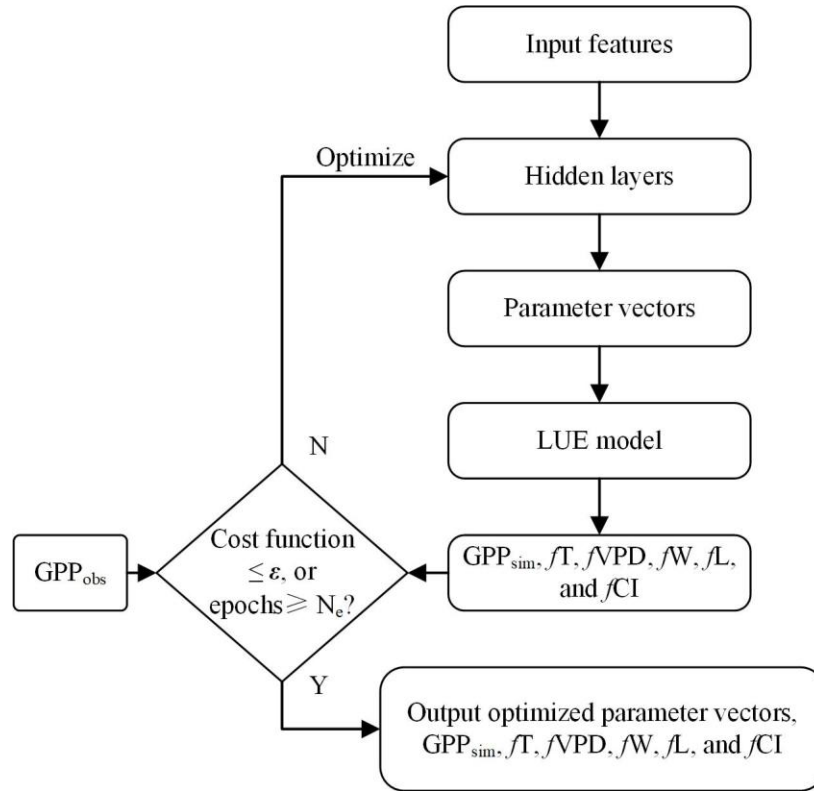 Input features
Optimize
Hidden layers
Parameter vectors
LUE model
N
GPPobs
Cost function
≤ ε, or
epochs≥ Ne?
GPPsim, fT, fVPD, fW, fL,
and fCI
Y
Output optimized parameter vectors,
GPPsim, fT, fVPD, fW, fL, and fCI